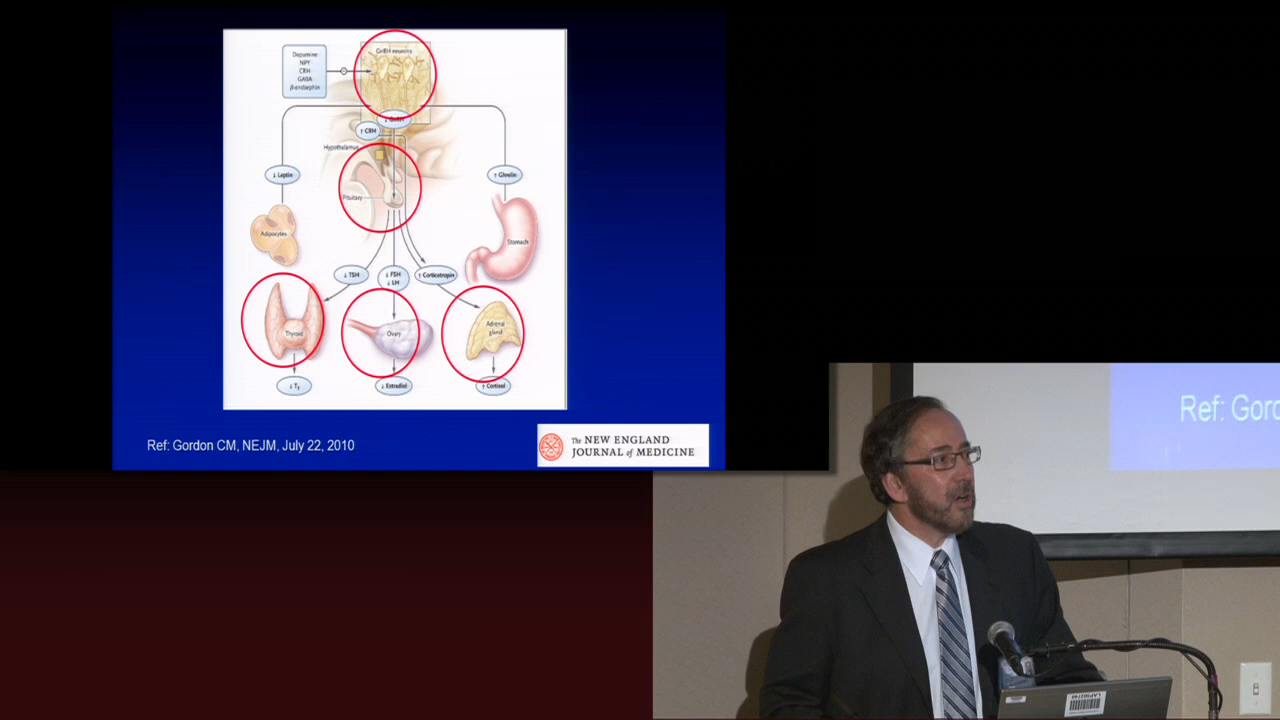 Dopamine
NPY
CRH
GABA
β-endorphin
GnRH neurons
↓ GnRH
↑ CRH
Hypothalamus
↓ Leptin
↑ Ghrelin
Pituitary
Adipocytes
Stomach
↓ TSH
↓ FSH
↓ LH
↑ Corticotropin
Thyroid
Ovary
Adrenal
gland
↓ Estradiol
↑ Cortisol
Ref: Gordon CM, NEJM, July 22, 2010
The NEW ENGLAND
JOURNAL of MEDICINE
Ref: Gord